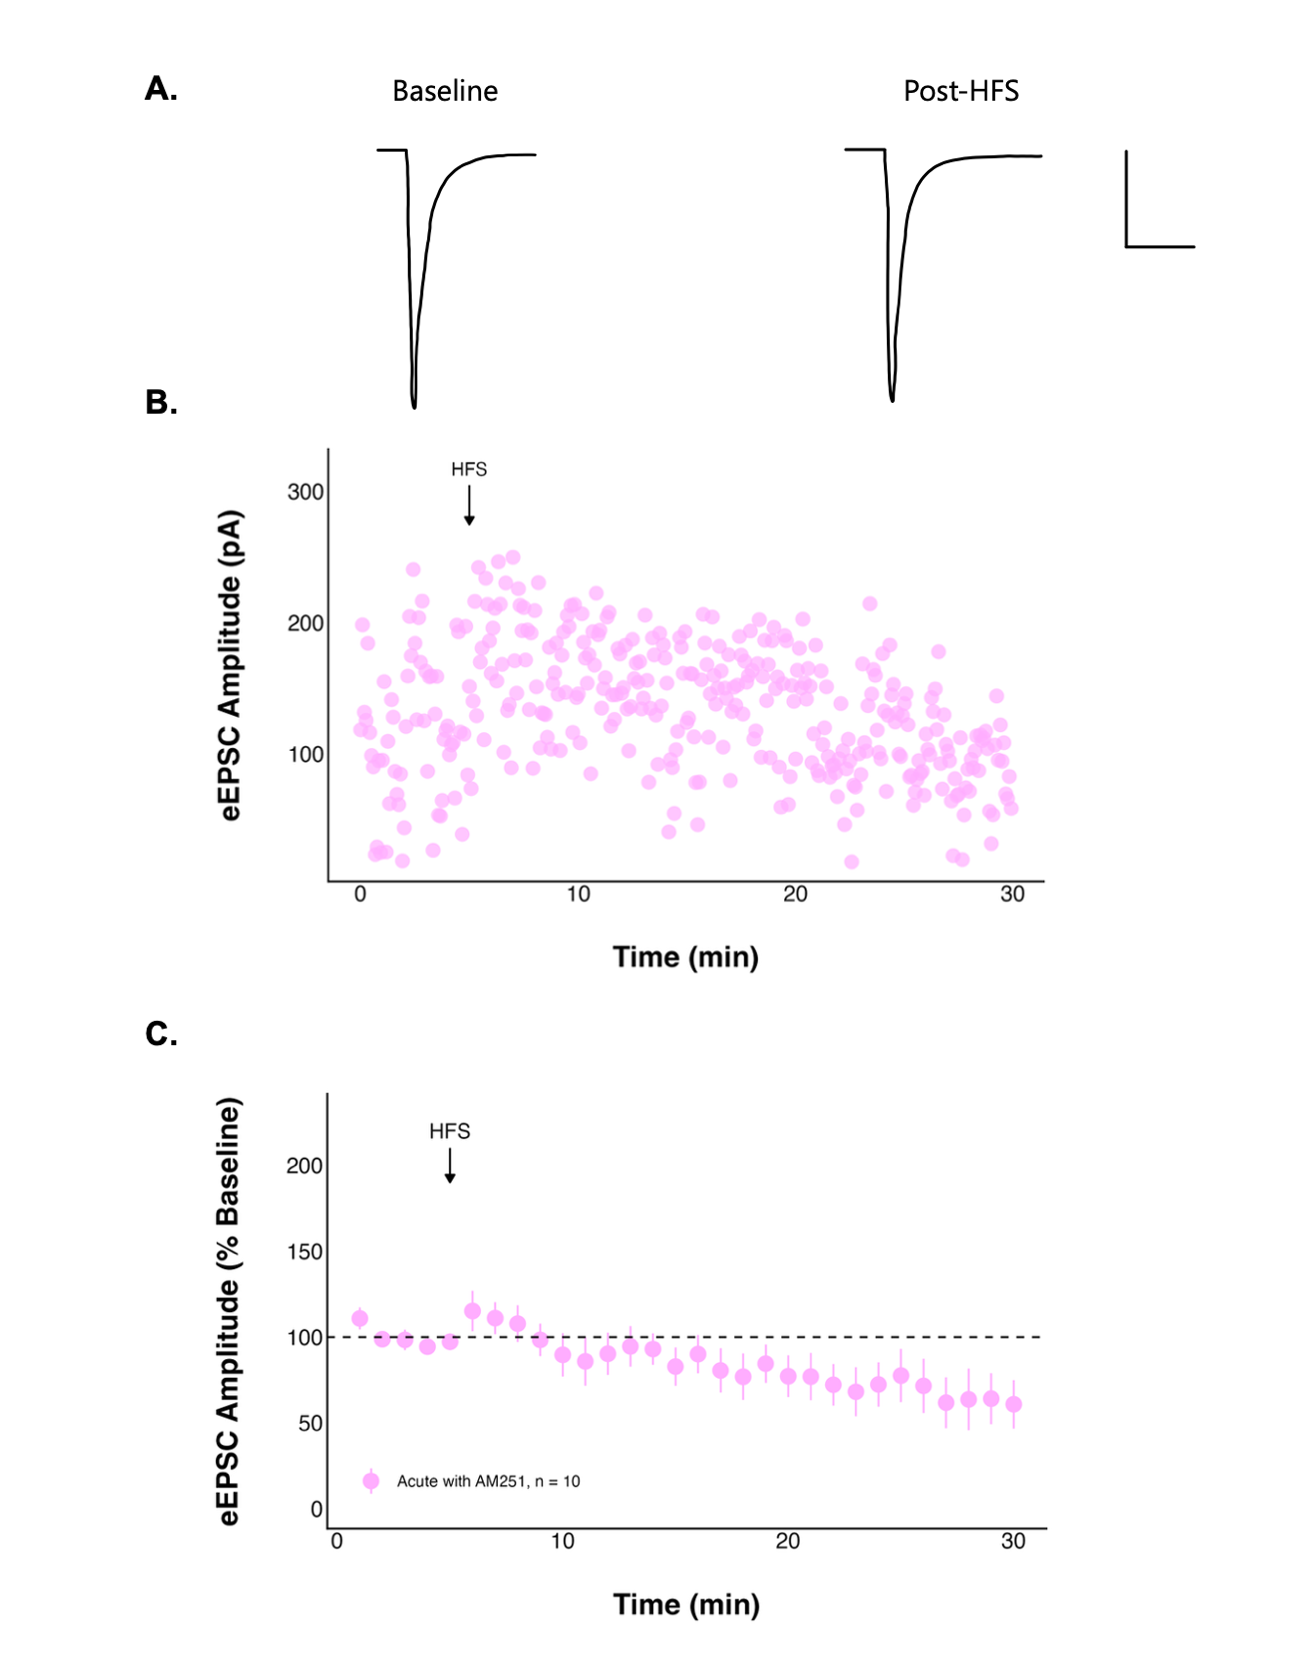 A.
Baseline
Post-HFS
B.
HFS
eEPSC Amplitude (pA)
300
200
100
0
10
20
30
Time (min)
C.
HFS
eEPSC Amplitude (% Baseline)
200
150
100
50
0
Acute with AM251, n = 10
0
10
20
30
Time (min)